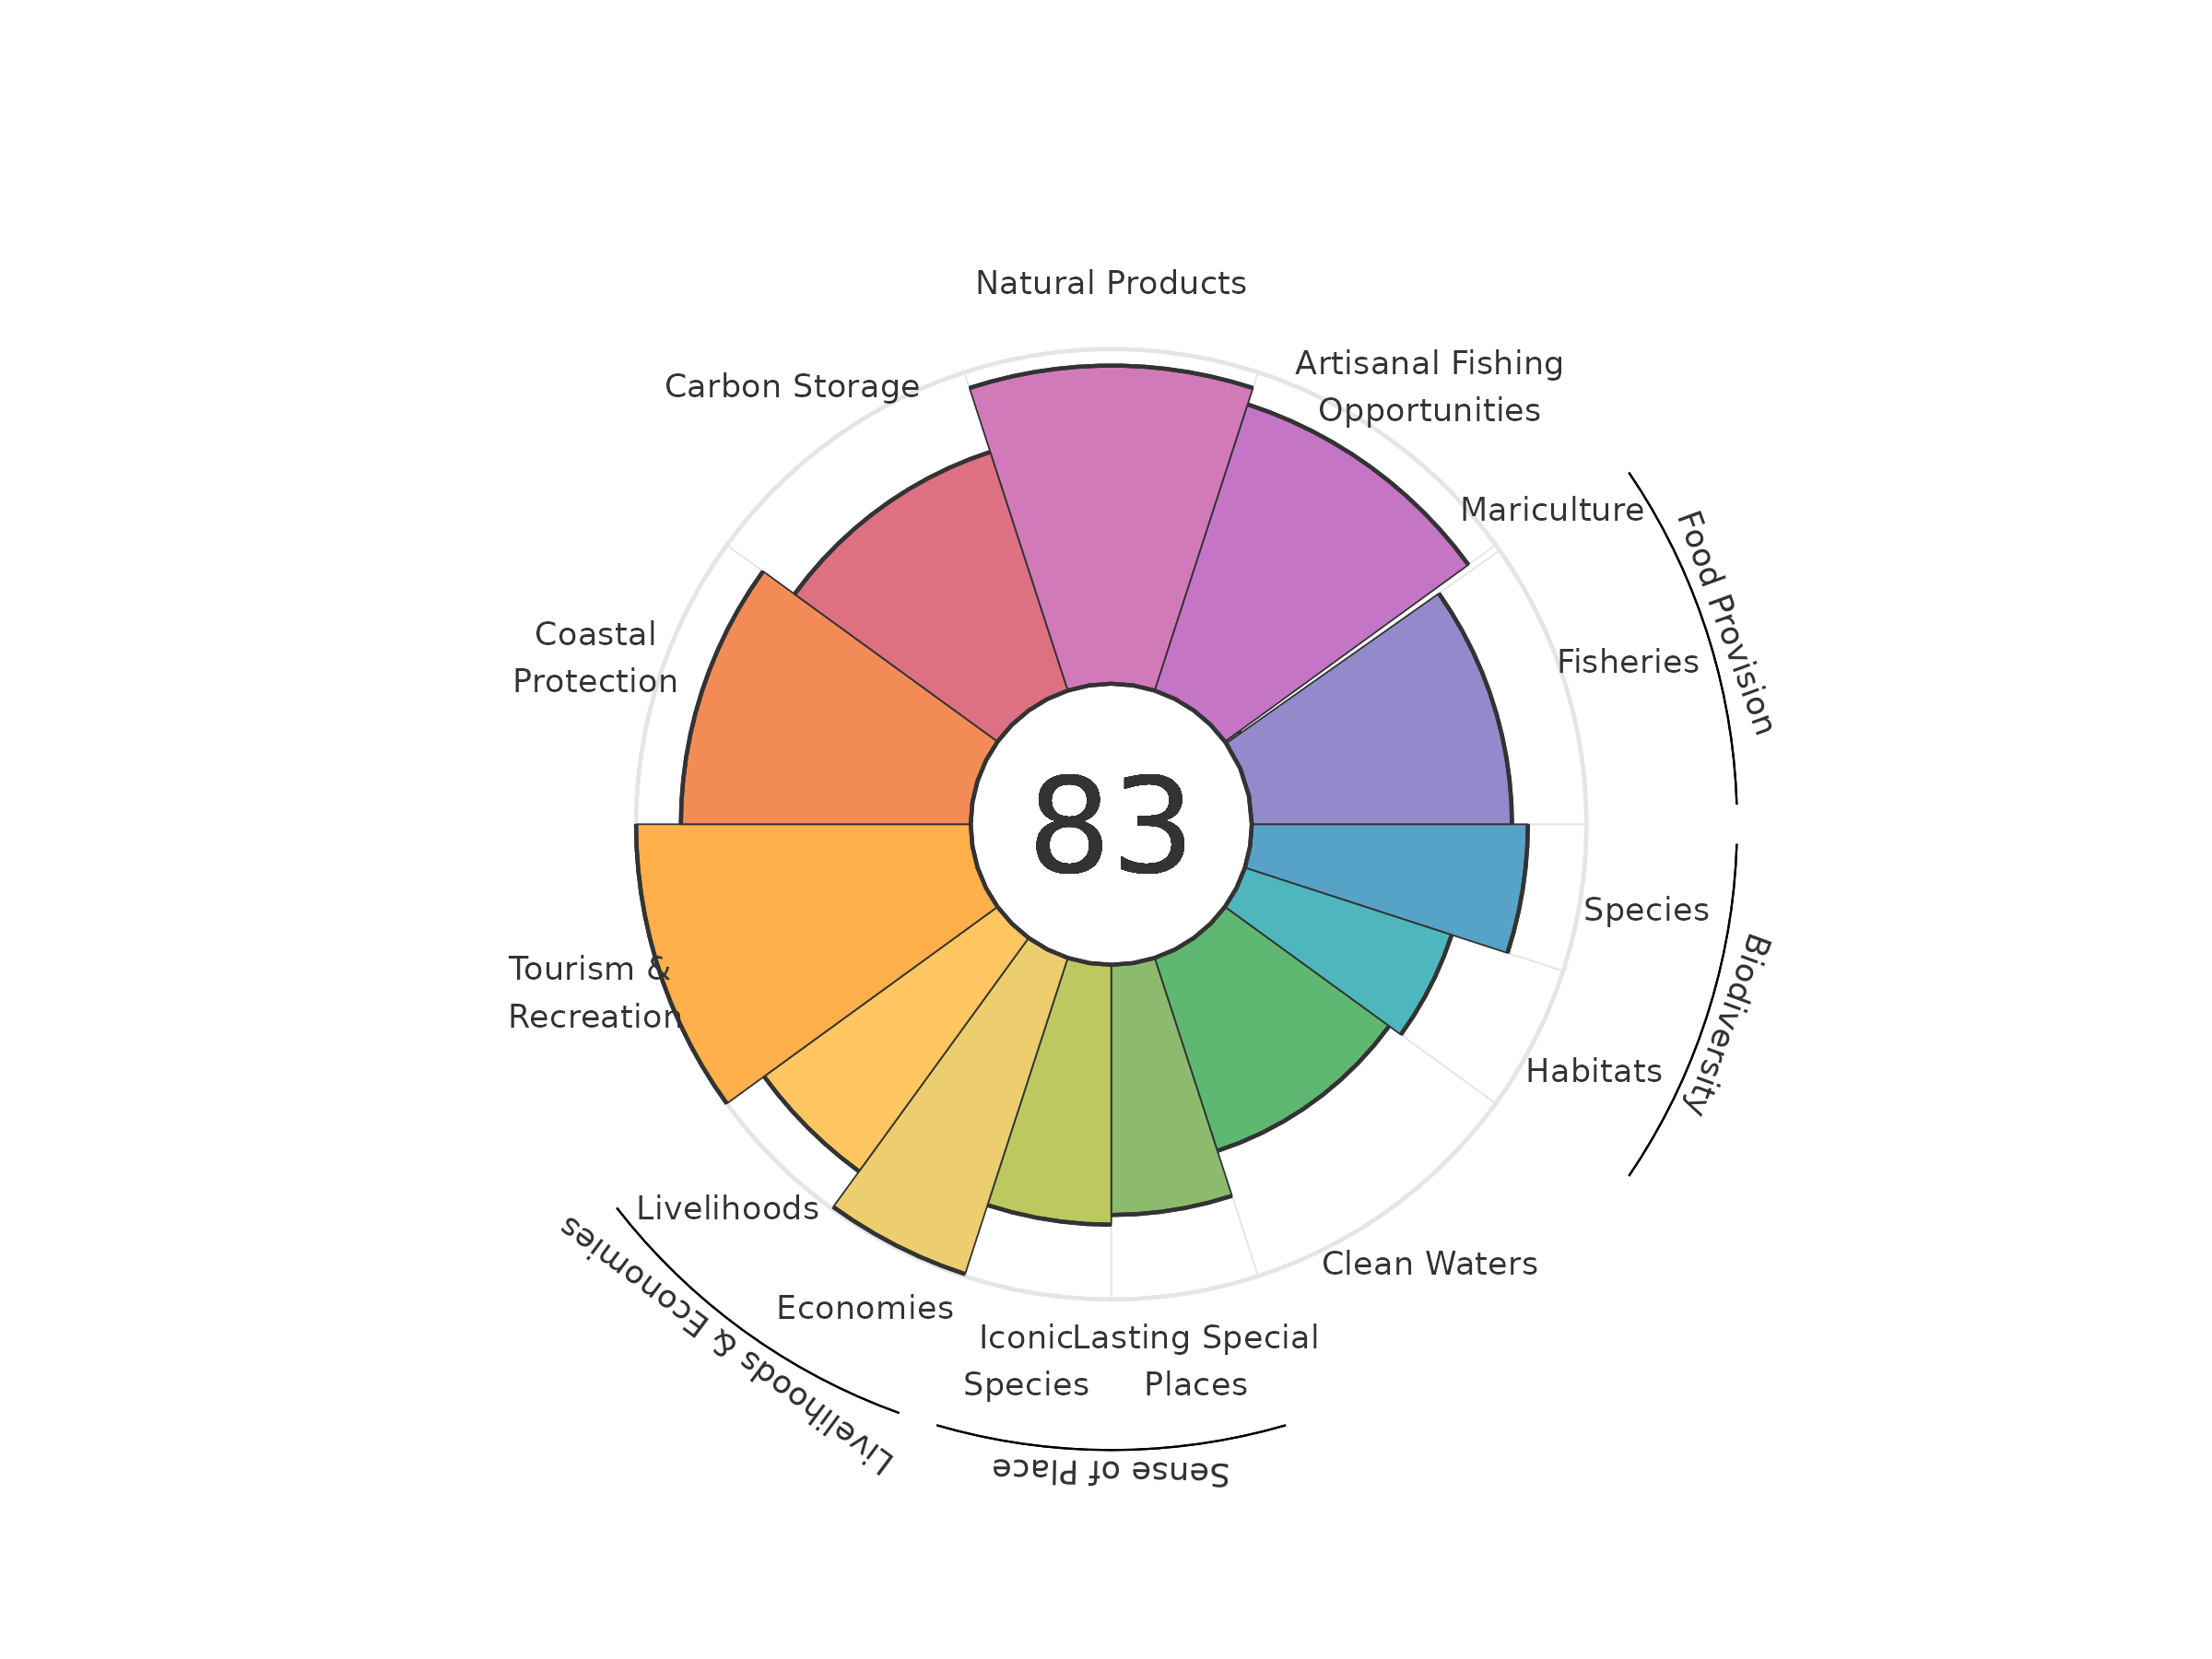 Natural Products
Artisanal Fishing
Opportunities
Carbon Storage
Mariculture
Food Provision
Fisheries
Coastal
Protection
83
Species
Biodiversity
Tourism &
Recreation
Habitats
Livelihoods
Clean Waters
Economies
Livelihoods & Economies
Iconic
Species
Lasting Special
Places
Sense of Place